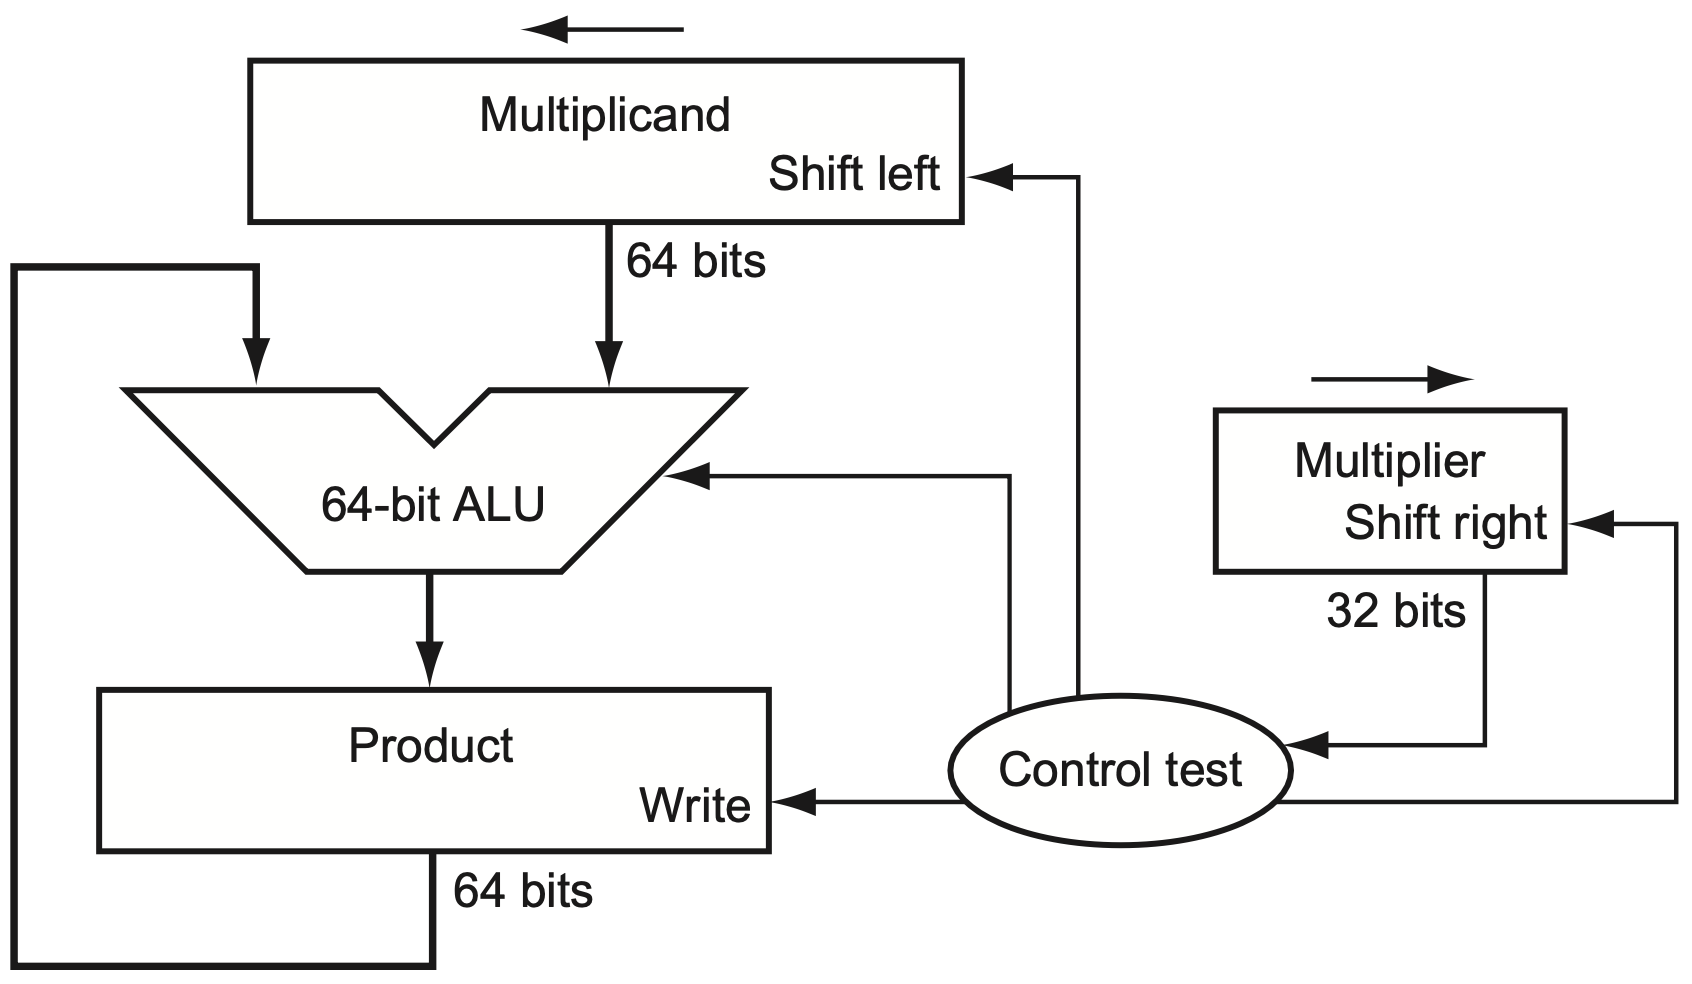 Multiplicand
Shift left
64 bits
64-bit ALU
Multiplier
Shift right
32 bits
Product
Write
Control test
64 bits